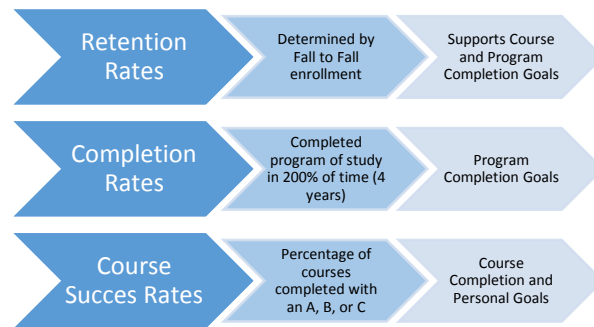 Retention
Rates
Determined by
Fall to Fall
enrollment
Supports Course
and Program
Completion Goals
Completion
Rates
Completed
program of study
in 200% of time (4
years)
Program
Completion Goals
Course
Succes Rates
Percentage of
courses
completed with
an A, B, or C
Course
Completion and
Personal Goals